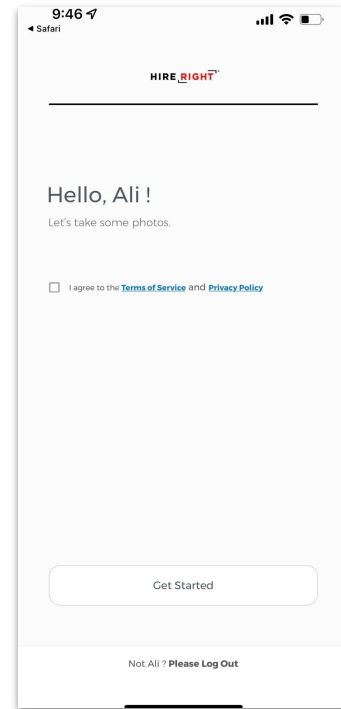 9:46
◀ Safari
HIRE RIGHT
Hello, Ali !
Let's take some photos.
I agree to the Terms of Service and Privacy Policy
Get Started
Not Ali ? Please Log Out